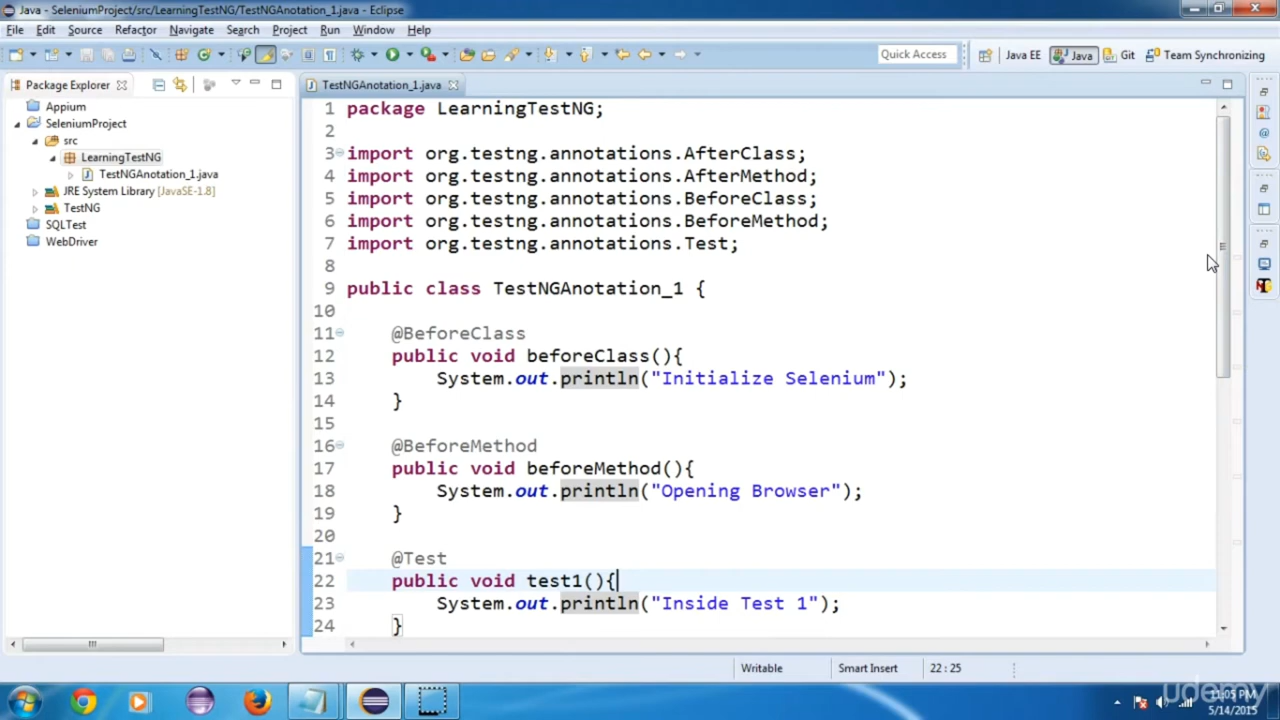 Java - SeleniumProject/src/LearningTestNG/TestNGAnotation_1.java - Eclipse
File Edit Source Refactor Navigate Search Project Run Window Help
Quick Access Java EE Java Git Team Synchronizing
Package Explorer
Appium
SeleniumProject
src
LearningTestNG
TestNGAnotation_1.java
JRE System Library [JavaSE-1.8]
TestNG
SQLTest
WebDriver
TestNGAnotation_1.java
1 package LearningTestNG;
2
3 import org.testng.annotations.AfterClass;
4 import org.testng.annotations.AfterMethod;
5 import org.testng.annotations.BeforeClass;
6 import org.testng.annotations.BeforeMethod;
7 import org.testng.annotations.Test;
8
9 public class TestNGAnotation_1 {
10
11 @BeforeClass
12 public void beforeClass(){
13 System.out.println("Initialize Selenium");
14 }
15
16 @BeforeMethod
17 public void beforeMethod(){
18 System.out.println("Opening Browser");
19 }
20
21 @Test
22 public void test1(){
23 System.out.println("Inside Test 1");
24 }
Writable Smart Insert 22 : 25
udemy
11:05 PM
5/14/2015